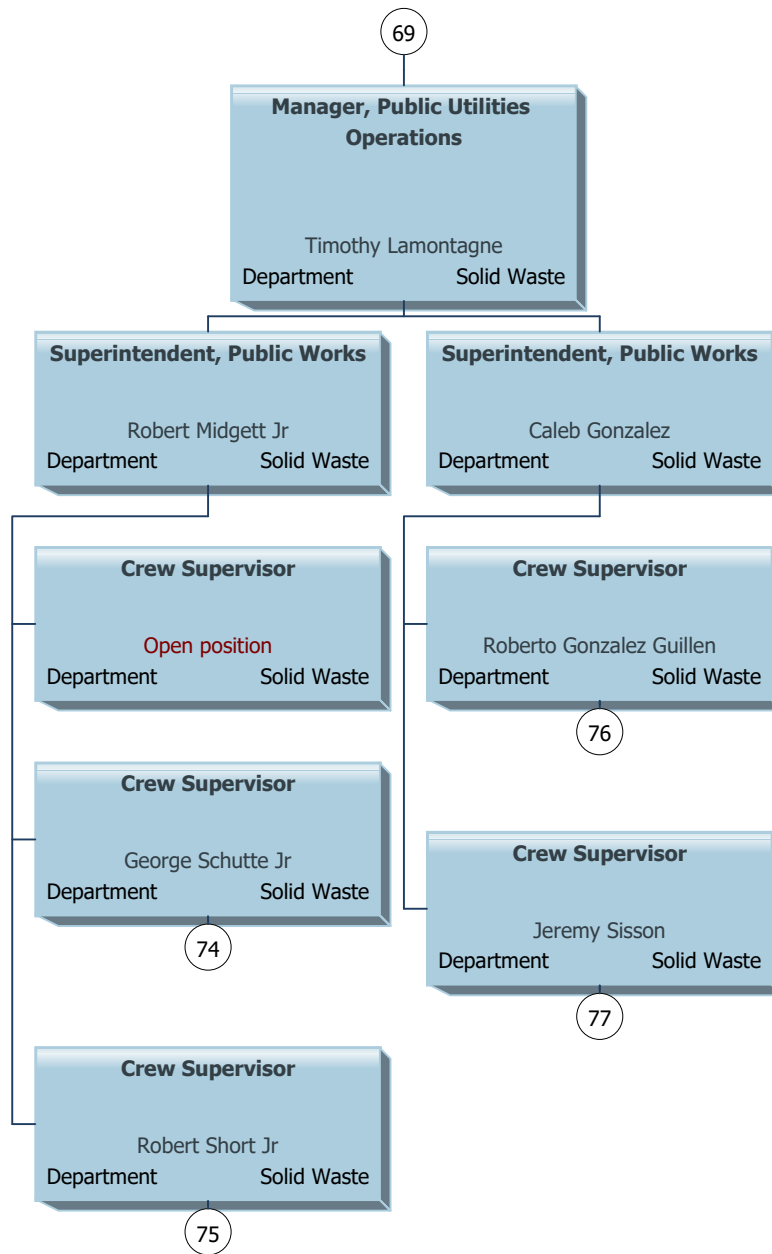 69
Manager, Public Utilities
Operations
Timothy Lamontagne
Department Solid Waste
Superintendent, Public Works
Robert Midgett Jr
Department Solid Waste
Crew Supervisor
Open position
Department Solid Waste
Crew Supervisor
George Schutte Jr
Department Solid Waste
74
Crew Supervisor
Robert Short Jr
Department Solid Waste
75
Superintendent, Public Works
Caleb Gonzalez
Department Solid Waste
Crew Supervisor
Roberto Gonzalez Guillen
Department Solid Waste
76
Crew Supervisor
Jeremy Sisson
Department Solid Waste
77